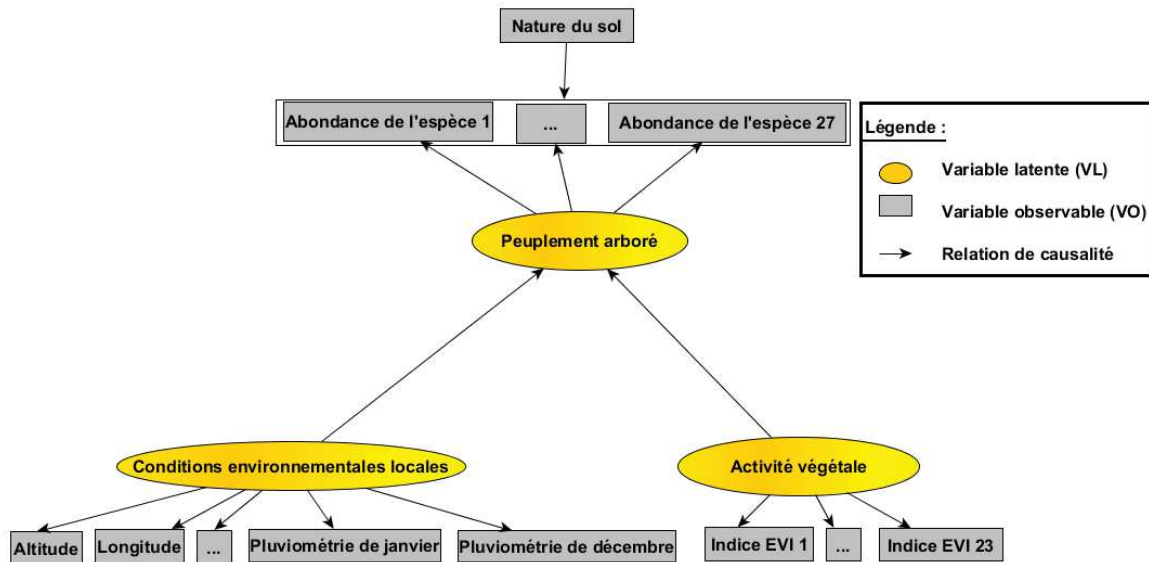 Nature du sol
Abondance de l'espèce 1
...
Abondance de l'espèce 27
Légende :
Variable latente (VL)
Variable observable (VO)
Relation de causalité
Peuplement arboré
Conditions environnementales locales
Activité végétale
Altitude
Longitude
...
Pluviométrie de janvier
Pluviométrie de décembre
Indice EVI 1
...
Indice EVI 23